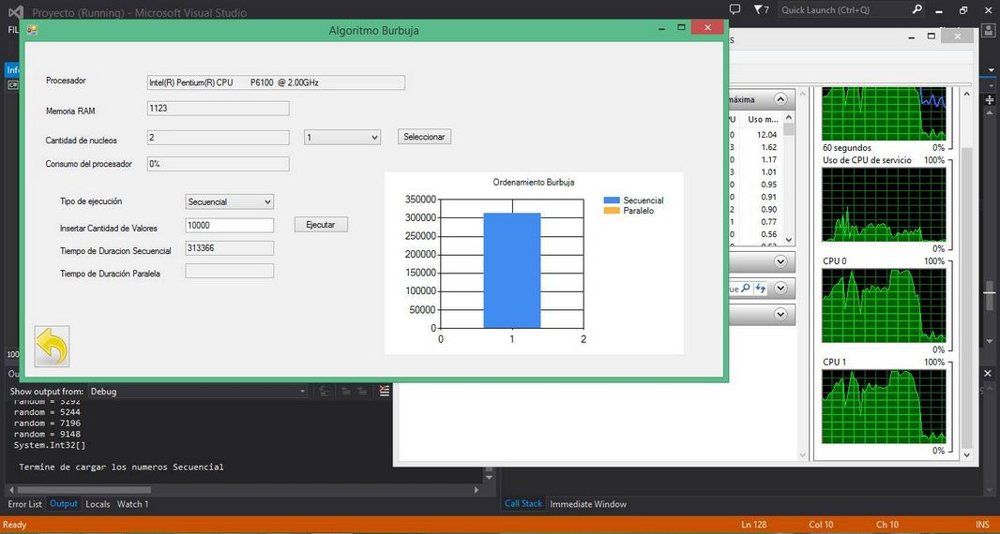 Proyecto (Running) - Microsoft Visual Studio
7
Quick Launch (Ctrl+Q)
Algoritmo Burbuja
Procesador
Intel(R) Pentium(R) CPU P6100 @ 2.00GHz
Memoria RAM
1123
Cantidad de nucleos
2
1
Seleccionar
Consumo del procesador
0%
Tipo de ejecución
Secuencial
Insertar Cantidad de Valores
10000
Ejecutar
Tiempo de Duracion Secuencial
313366
Tiempo de Duración Paralela
Ordenamiento Burbuja
350000
300000
250000
200000
150000
100000
50000
0
0
1
2
Secuencial
Paralelo
máxima
Uso m...
12.04
1.62
1.17
1.01
0.95
0.91
0.90
0.77
0.56
60 segundos
0%
Uso de CPU de servicio
100%
0%
CPU 0
100%
0%
CPU 1
100%
0%
Show output from:
Debug
random = 3292
random = 5244
random = 7196
random = 9148
System.Int32[]
Termine de cargar los numeros Secuencial
Error List
Output
Locals
Watch 1
Call Stack
Immediate Window
Ready
Ln 128
Col 10
Ch 10
INS